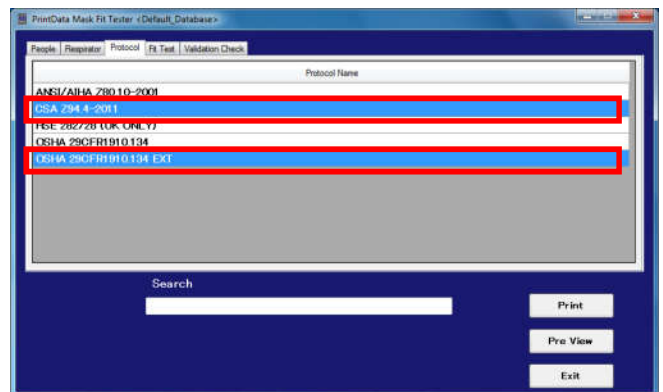 PrintData Mask Fit Tester <Default_Database>
People Respirator Protocol Fit Test Validation Check
Protocol Name
ANSI/AIHA Z80.10-2001
CSA Z94.4-2011
HSE 282/28 (UK ONLY)
OSHA 29CFR1910.134
OSHA 29CFR1910.134 EXT
Search
Print
Pre View
Exit